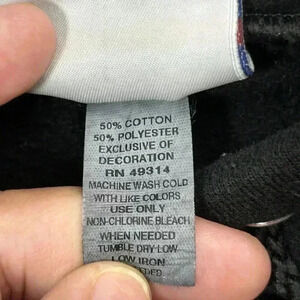 50% COTTON
50% POLYESTER
EXCLUSIVE OF
DECORATION
RN 49314
MACHINE WASH COLD
WITH LIKE COLORS
USE ONLY
NON-CHLORINE BLEACH
WHEN NEEDED
TUMBLE DRY LOW
LOW IRON